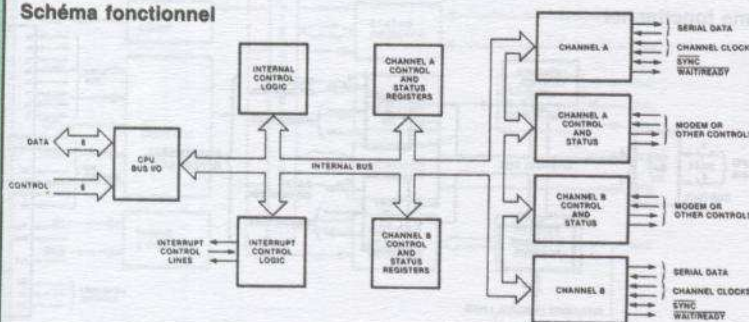 Schéma fonctionnel
INTERNAL
CONTROL
LOGIC
CHANNEL A
CONTROL
AND
STATUS
REGISTERS
CHANNEL A
SERIAL DATA
CHANNEL CLOCKS
SYNC
WAIT/READY
CHANNEL A
CONTROL
AND
STATUS
MODEM OR
OTHER CONTROLS
DATA
8
CONTROL
6
CPU
BUS I/O
INTERNAL BUS
INTERRUPT
CONTROL
LINES
INTERRUPT
CONTROL
LOGIC
CHANNEL B
CONTROL
AND
STATUS
REGISTERS
CHANNEL B
CONTROL
AND
STATUS
MODEM OR
OTHER CONTROLS
CHANNEL B
SERIAL DATA
CHANNEL CLOCKS
SYNC
WAIT/READY